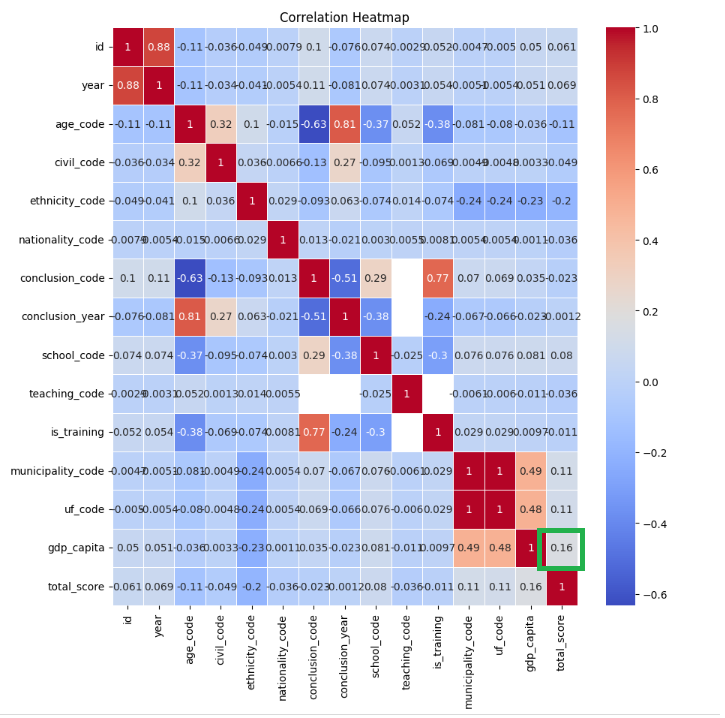 Correlation Heatmap
id 1 0.88 -0.11 -0.036 -0.049 0.0079 0.1 -0.076 0.074 0.0029 0.052 0.0047 0.005 0.05 0.061
year 0.88 1 -0.11 -0.034 -0.041 0.0054 0.11 -0.081 0.074 0.0031 0.054 0.0051 0.0054 0.051 0.069
age_code -0.11 -0.11 1 0.32 0.1 -0.015 -0.63 0.81 -0.37 0.052 -0.38 -0.081 -0.08 -0.036 -0.11
civil_code -0.036 -0.034 0.32 1 0.036 0.0066 -0.13 0.27 -0.095 0.0013 -0.069 0.0049 0.0048 0.0033 0.049
ethnicity_code -0.049 -0.041 0.1 0.036 1 0.029 -0.093 0.063 -0.074 0.014 -0.074 -0.24 -0.24 -0.23 -0.2
nationality_code -0.0079 0.0054 0.015 0.0066 0.029 1 0.013 -0.021 0.003 0.0055 0.0081 0.0054 0.0054 0.0011 -0.036
conclusion_code 0.1 0.11 -0.63 -0.13 -0.093 0.013 1 -0.51 0.29 0.77 0.07 0.069 0.035 -0.023
conclusion_year -0.076 -0.081 0.81 0.27 0.063 -0.021 -0.51 1 -0.38 -0.24 -0.067 -0.066 -0.023 0.0012
school_code 0.074 0.074 -0.37 -0.095 -0.074 0.003 0.29 -0.38 1 -0.025 -0.3 0.076 0.076 0.081 0.08
teaching_code -0.0029 0.0031 0.052 0.0013 0.014 0.0055 -0.025 1 -0.0061 -0.006 -0.011 -0.036
is_training -0.052 0.054 -0.38 -0.069 -0.074 0.0081 0.77 -0.24 -0.3 1 0.029 0.029 0.0097 -0.011
municipality_code -0.0047 0.0051 -0.081 0.0049 -0.24 0.0054 0.07 -0.067 0.076 0.0061 0.029 1 1 0.49 0.11
uf_code -0.005 0.0054 -0.08 0.0048 -0.24 0.0054 0.069 -0.066 0.076 -0.006 0.029 1 1 0.48 0.11
gdp_capita 0.05 0.051 -0.036 0.0033 -0.23 0.0011 0.035 -0.023 0.081 -0.011 0.0097 0.49 0.48 1 0.16
total_score -0.061 0.069 -0.11 -0.049 -0.2 -0.036 -0.023 0.0012 0.08 -0.036 -0.011 0.11 0.11 0.16 1
id year age_code civil_code ethnicity_code nationality_code conclusion_code conclusion_year school_code teaching_code is_training municipality_code uf_code gdp_capita total_score
1.0
0.8
0.6
0.4
0.2
0.0
−0.2
−0.4
−0.6